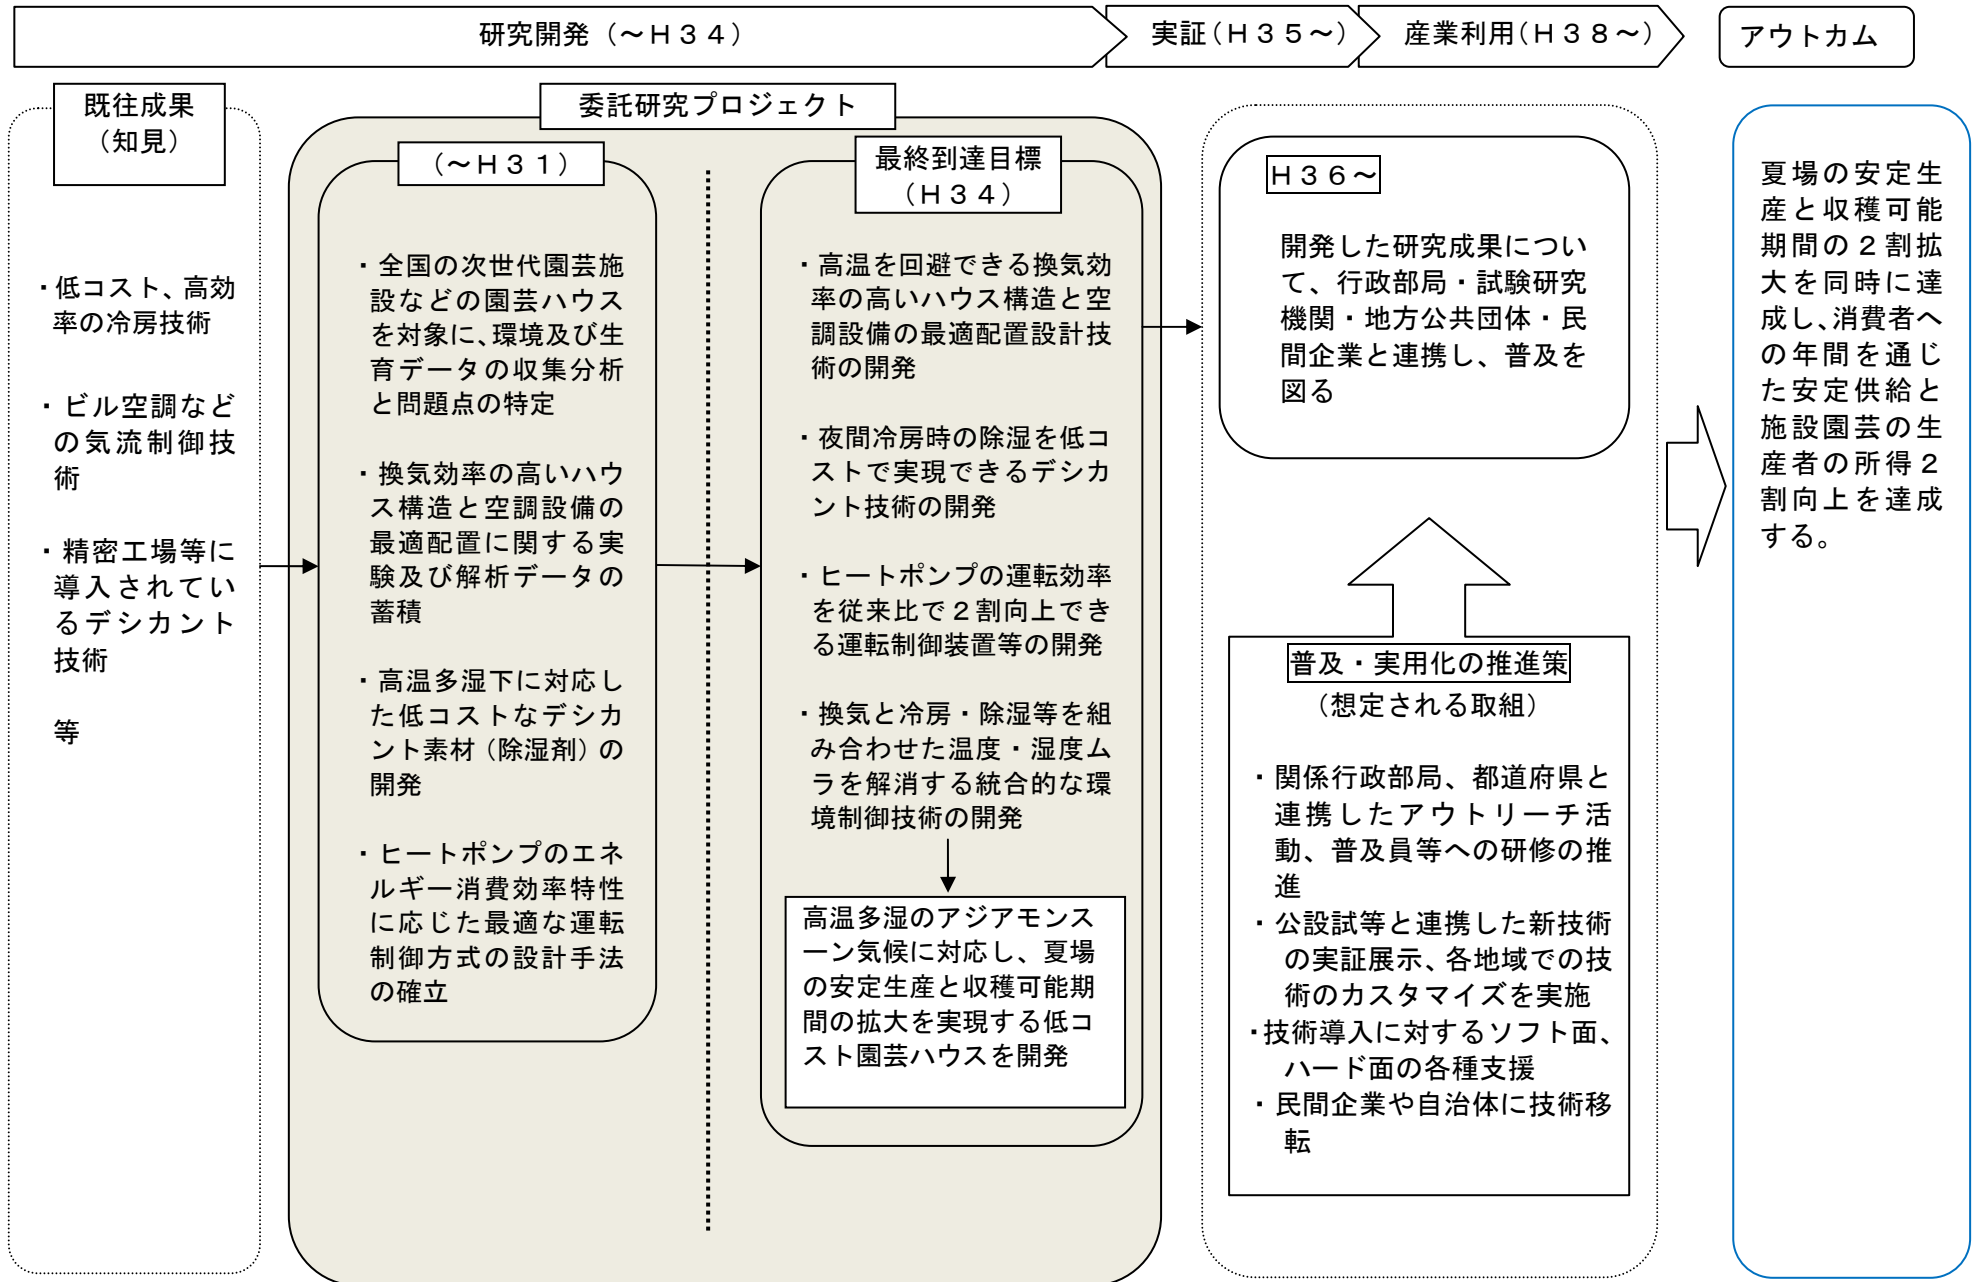 研究開発（～Ｈ３４）
実証（Ｈ３５～）
産業利用（Ｈ３８～）
アウトカム
既往成果
（知見）
・低コスト、高効
率の冷房技術
・ビル空調など
の気流制御技
術
・精密工場等に
導入されてい
るデシカント
技術
等
委託研究プロジェクト
（～Ｈ３１）
・全国の次世代園芸施
設などの園芸ハウス
を対象に、環境及び生
育データの収集分析
と問題点の特定
・換気効率の高いハウ
ス構造と空調設備の
最適配置に関する実
験及び解析データの
蓄積
・高温多湿下に対応し
た低コストなデシカ
ント素材（除湿剤）の
開発
・ヒートポンプのエネ
ルギー消費効率特性
に応じた最適な運転
制御方式の設計手法
の確立
最終到達目標
（Ｈ３４）
・高温を回避できる換気効
率の高いハウス構造と空
調設備の最適配置設計技
術の開発
・夜間冷房時の除湿を低コ
ストで実現できるデシカ
ント技術の開発
・ヒートポンプの運転効率
を従来比で２割向上でき
る運転制御装置等の開発
・換気と冷房・除湿等を組
み合わせた温度・湿度ム
ラを解消する統合的な環
境制御技術の開発
高温多湿のアジアモンス
ーン気候に対応し、夏場
の安定生産と収穫可能期
間の拡大を実現する低コ
スト園芸ハウスを開発
Ｈ３６～
開発した研究成果につい
て、行政部局・試験研究
機関・地方公共団体・民
間企業と連携し、普及を
図る
普及・実用化の推進策
（想定される取組）
・関係行政部局、都道府県と
連携したアウトリーチ活
動、普及員等への研修の推
進
・公設試等と連携した新技術
の実証展示、各地域での技
術のカスタマイズを実施
・技術導入に対するソフト面、
ハード面の各種支援
・民間企業や自治体に技術移
転
夏場の安定生
産と収穫可能
期間の２割拡
大を同時に達
成し、消費者へ
の年間を通じ
た安定供給と
施設園芸の生
産者の所得２
割向上を達成
する。